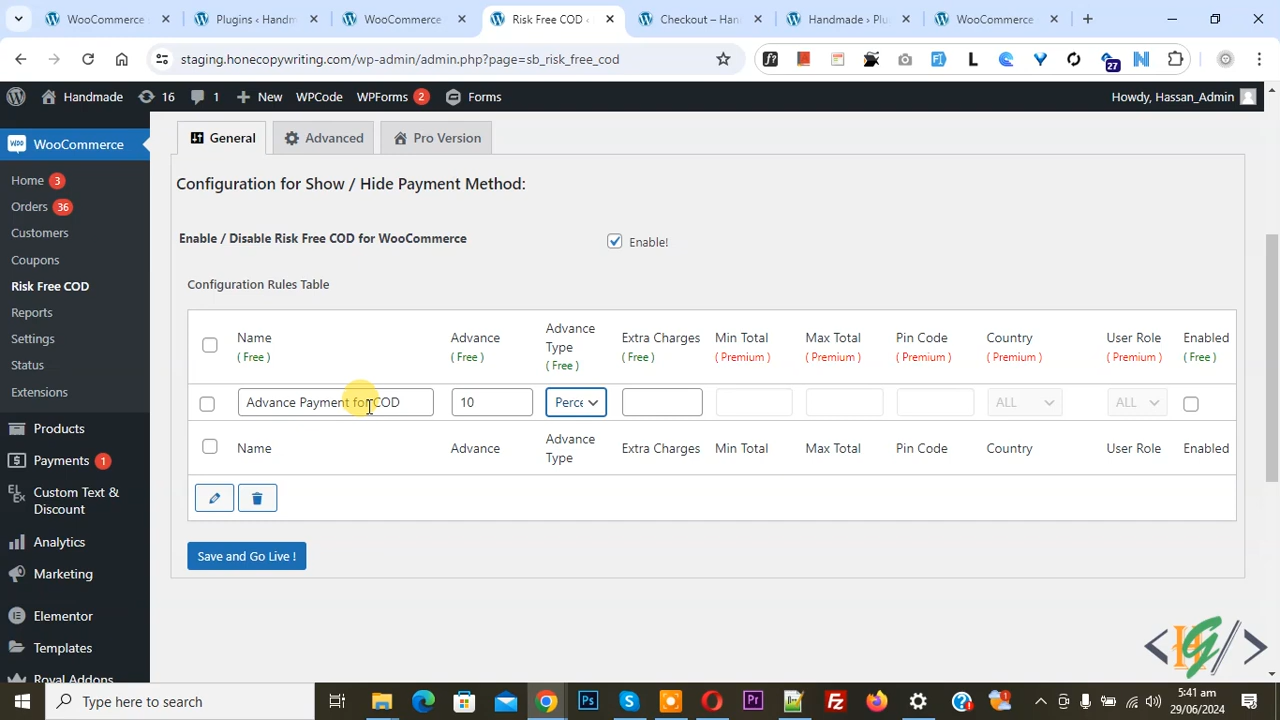 WooCommerce
Plugins ‹ Handm
WooCommerce
Risk Free COD ‹
Checkout – Han
Handmade › Plu
WooCommerce
staging.honecopywriting.com/wp-admin/admin.php?page=sb_risk_free_cod
27
Handmade
16
1
New
WPCode
WPForms 2
Forms
Howdy, Hassan_Admin
WooCommerce
Home 3
Orders 36
Customers
Coupons
Risk Free COD
Reports
Settings
Status
Extensions
Products
Payments 1
Custom Text &
Discount
Analytics
Marketing
Elementor
Templates
Royal Addons
General
Advanced
Pro Version
Configuration for Show / Hide Payment Method:
Enable / Disable Risk Free COD for WooCommerce
Enable!
Configuration Rules Table
Name
( Free )
Advance
( Free )
Advance
Type
( Free )
Extra Charges
( Free )
Min Total
( Premium )
Max Total
( Premium )
Pin Code
( Premium )
Country
( Premium )
User Role
( Premium )
Enabled
( Free )
Advance Payment for COD
10
Perce
ALL
ALL
Name
Advance
Advance
Type
Extra Charges
Min Total
Max Total
Pin Code
Country
User Role
Enabled
Save and Go Live !
Type here to search
5:41 am
29/06/2024